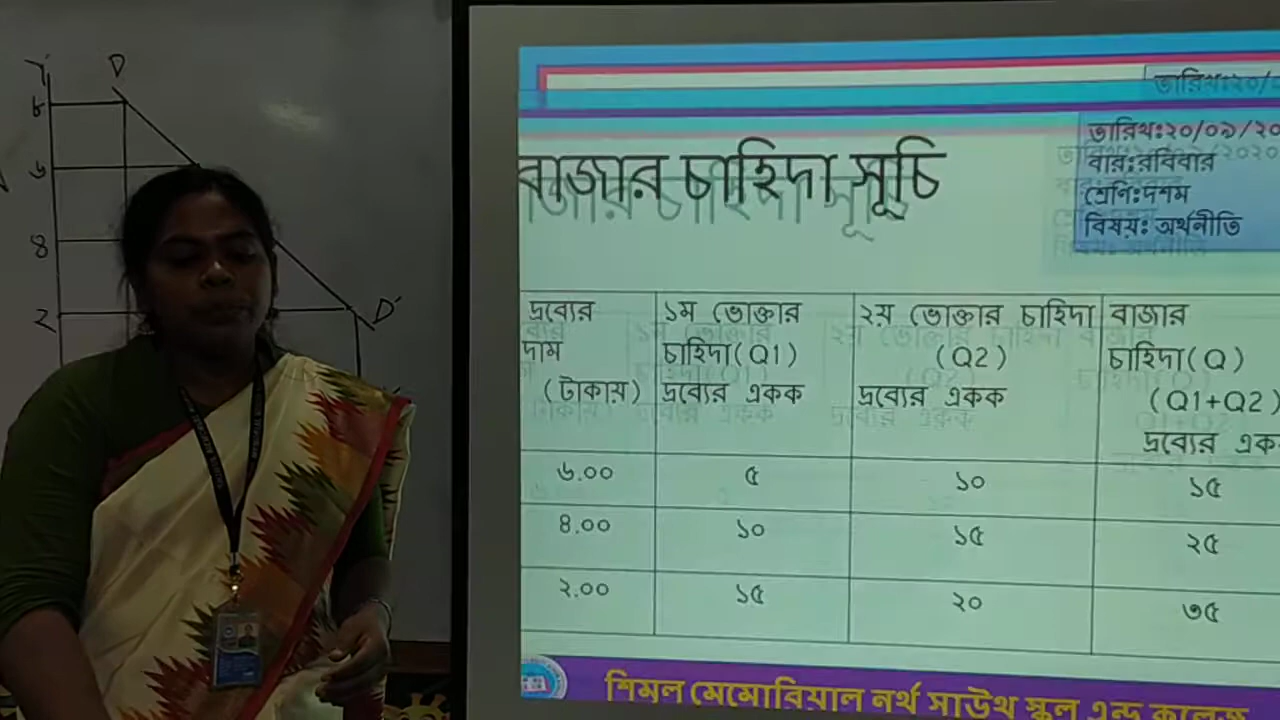 Y
D
৮
৬
৪
২
D'
তারিখ:২০/০৯/২০
বার:রবিবার
শ্রেণি:দশম
বিষয়: অর্থনীতি
বাজার চাহিদা সূচি
দ্রব্যের দাম (টাকায়)
১ম ভোক্তার চাহিদা(Q1) দ্রব্যের একক
২য় ভোক্তার চাহিদা (Q2) দ্রব্যের একক
বাজার চাহিদা(Q) (Q1+Q2) দ্রব্যের একক
৬.০০ ৫ ১০ ১৫
৪.০০ ১০ ১৫ ২৫
২.০০ ১৫ ২০ ৩৫
শিমুল মেমোরিয়াল নর্থ সাউথ স্কুল এন্ড কলেজ